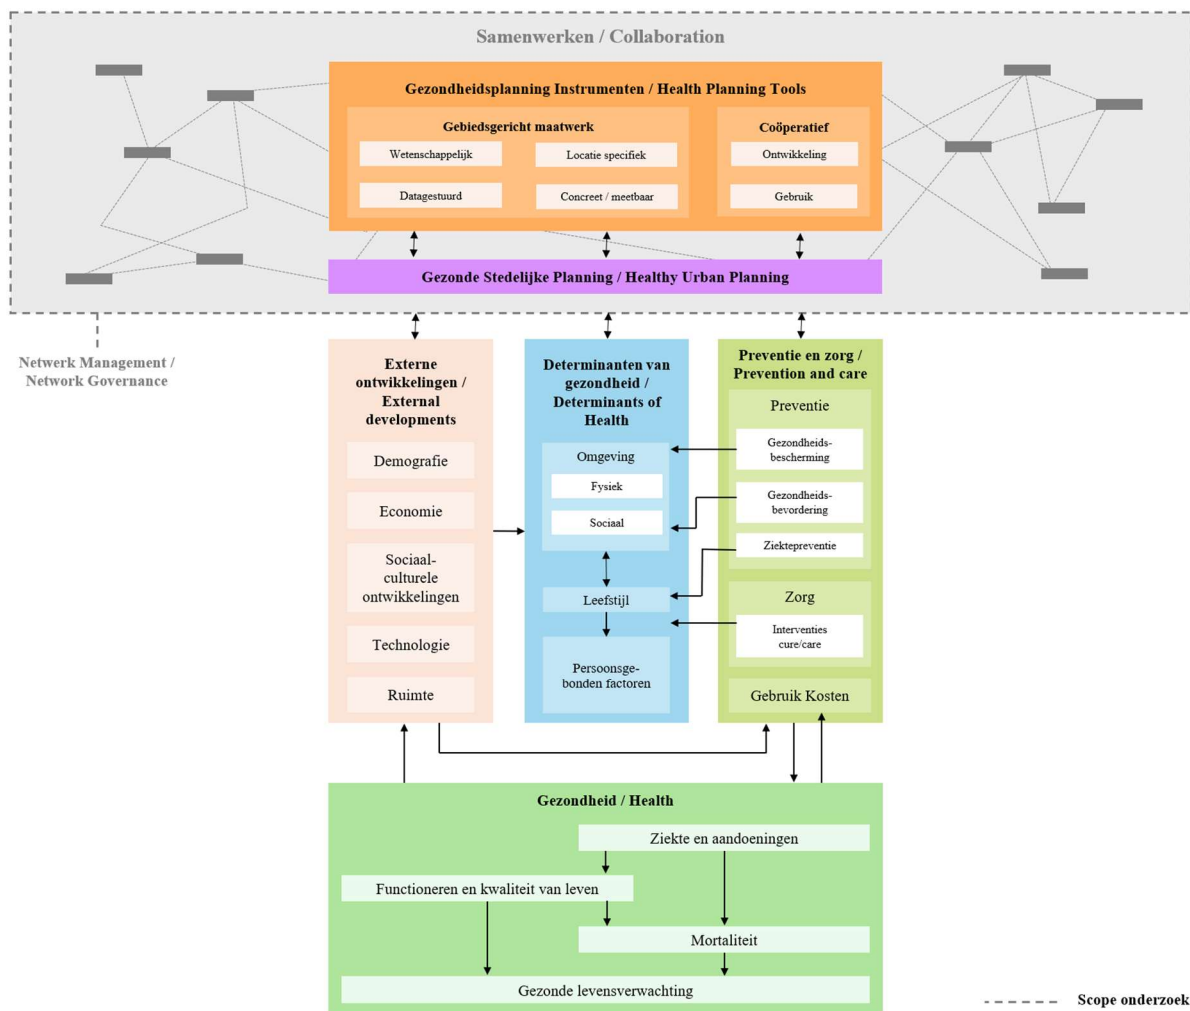 Samenwerken / Collaboration
Gezondheidsplanning Instrumenten / Health Planning Tools
Gebiedsgericht maatwerk
Wetenschappelijk
Locatie specifiek
Datagestuurd
Concreet / meetbaar
Coöperatief
Ontwikkeling
Gebruik
Gezonde Stedelijke Planning / Healthy Urban Planning
Netwerk Management /
Network Governance
Externe
ontwikkelingen /
External
developments
Demografie
Economie
Sociaal-
culturele
ontwikkelingen
Technologie
Ruimte
Determinanten van
gezondheid /
Determinants of
Health
Omgeving
Fysiek
Sociaal
Leefstijl
Persoonsge-
bonden factoren
Preventie en zorg /
Prevention and care
Preventie
Gezondheids-
bescherming
Gezondheids-
bevordering
Ziektepreventie
Zorg
Interventies
cure/care
Gebruik Kosten
Gezondheid / Health
Ziekte en aandoeningen
Functioneren en kwaliteit van leven
Mortaliteit
Gezonde levensverwachting
Scope onderzoek